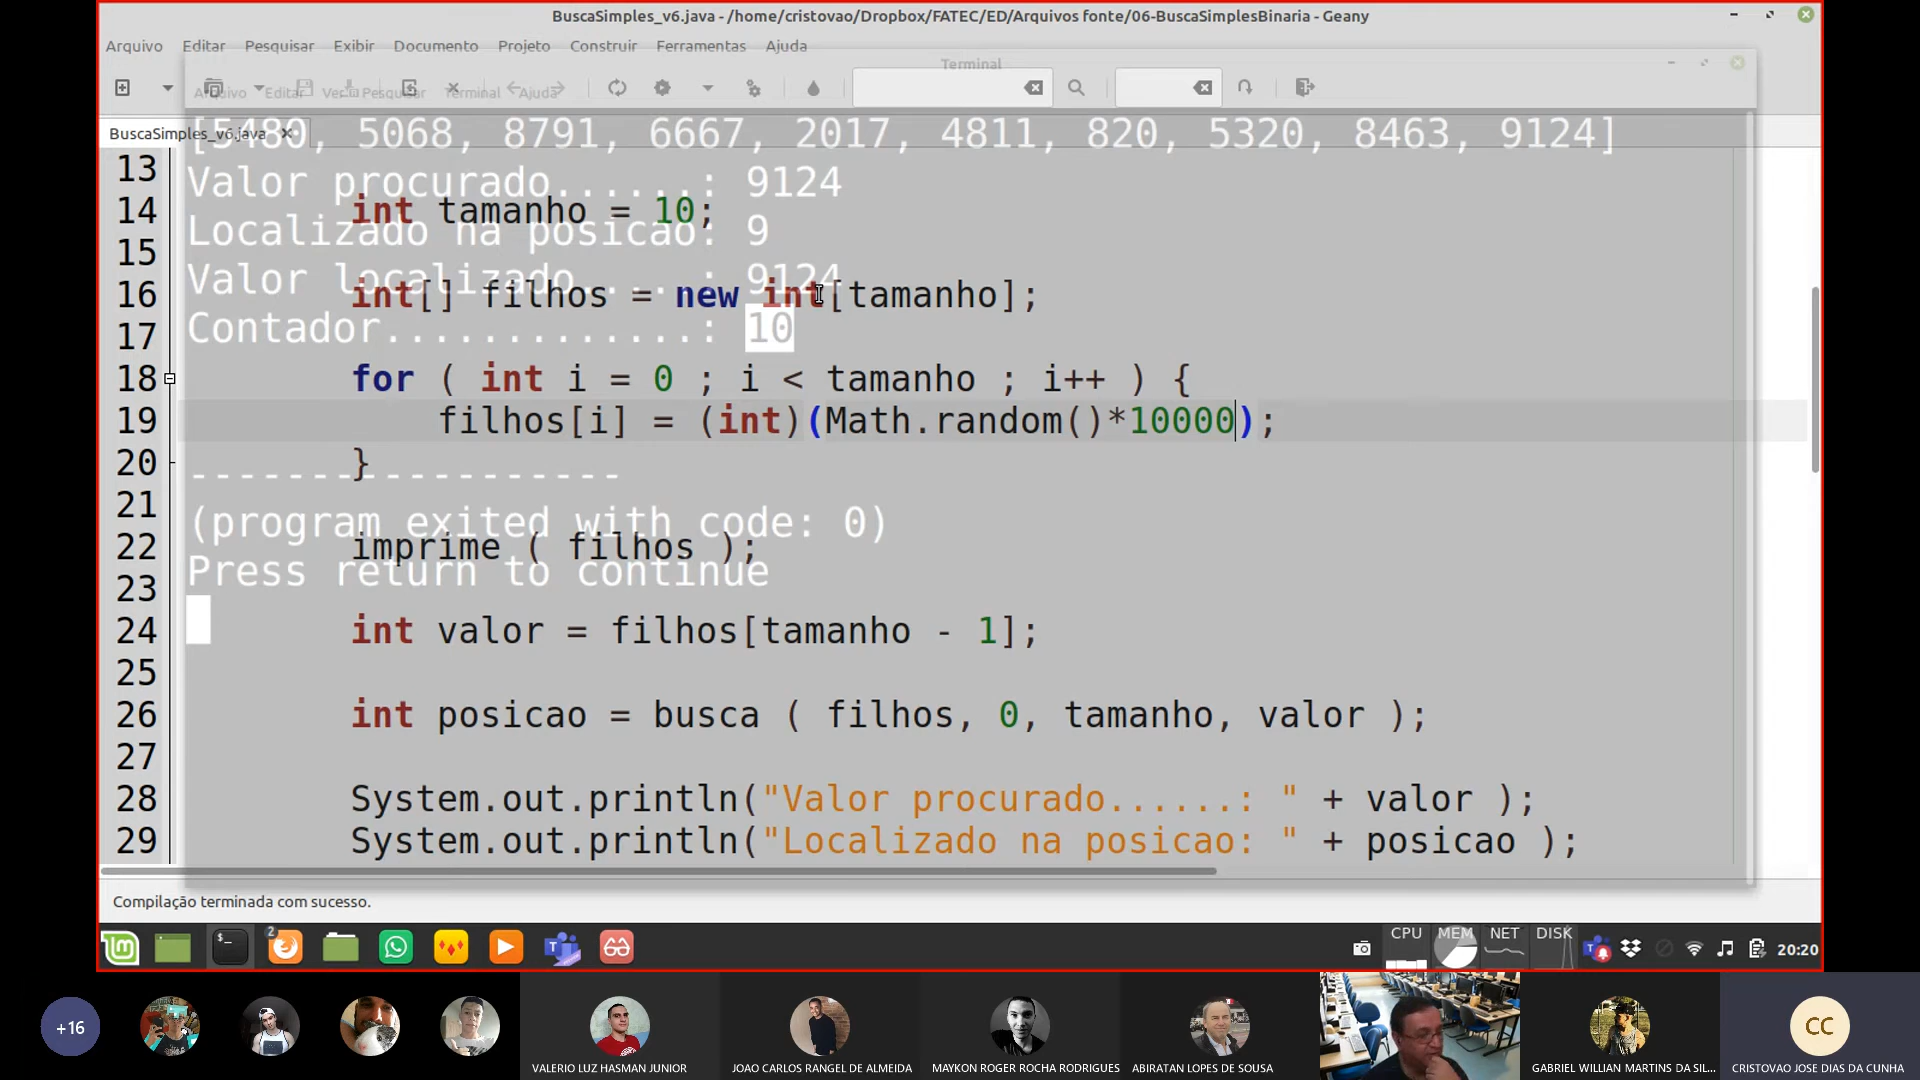 BuscaSimples_v6.java - /home/cristovao/Dropbox/FATEC/ED/Arquivos fonte/06-BuscaSimplesBinaria - Geany
Arquivo Editar Pesquisar Exibir Documento Projeto Construir Ferramentas Ajuda
Terminal
Arquivo Editar Ver Pesquisar Terminal Ajuda
BuscaSimples_v6.java
[5480, 5068, 8791, 6667, 2017, 4811, 820, 5320, 8463, 9124]
13
Valor procurado......: 9124
14 int tamanho = 10;
Localizado na posicao: 9
15
Valor localizado.....: 9124
16 int[] filhos = new int[tamanho];
Contador.............: 10
17
18 for ( int i = 0 ; i < tamanho ; i++ ) {
19 filhos[i] = (int)(Math.random()*10000);
20 }
------------------
21
(program exited with code: 0)
22 imprime ( filhos );
Press return to continue
23
24 int valor = filhos[tamanho - 1];
25
26 int posicao = busca ( filhos, 0, tamanho, valor );
27
28 System.out.println("Valor procurado......: " + valor );
29 System.out.println("Localizado na posicao: " + posicao );
Compilação terminada com sucesso.
2
CPU MEM NET DISK
20:20
+16
VALERIO LUZ HASMAN JUNIOR
JOAO CARLOS RANGEL DE ALMEIDA
MAYKON ROGER ROCHA RODRIGUES
ABIRATAN LOPES DE SOUSA
GABRIEL WILLIAN MARTINS DA SIL...
CC
CRISTOVAO JOSE DIAS DA CUNHA